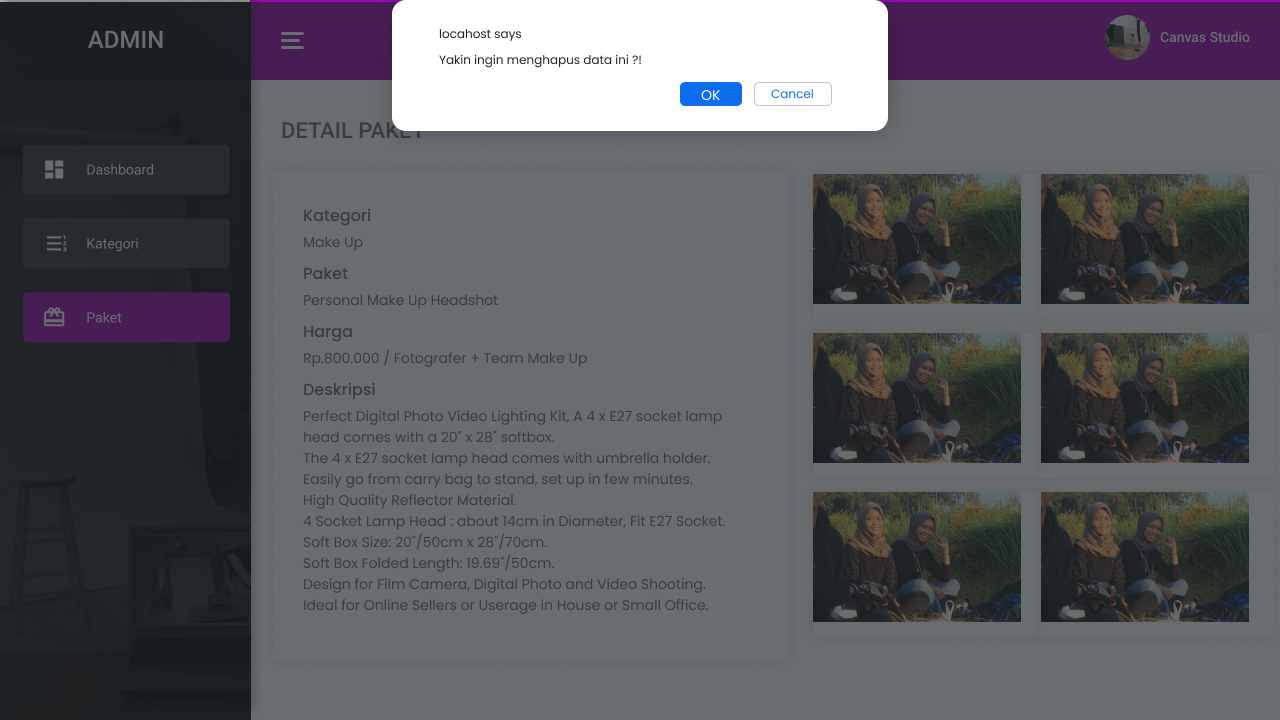 ADMIN
locahost says
Yakin ingin menghapus data ini ?!
OK
Cancel
Canvas Studio
DETAIL PAKET
Dashboard
Kategori
Paket
Kategori
Make Up
Paket
Personal Make Up Headshot
Harga
Rp.800.000 / Fotografer + Team Make Up
Deskripsi
Perfect Digital Photo Video Lighting Kit, A 4 x E27 socket lamp
head comes with a 20" x 28" softbox.
The 4 x E27 socket lamp head comes with umbrella holder.
Easily go from carry bag to stand, set up in few minutes.
High Quality Reflector Material.
4 Socket Lamp Head : about 14cm in Diameter, Fit E27 Socket.
Soft Box Size: 20"/50cm x 28"/70cm.
Soft Box Folded Length: 19.69"/50cm.
Design for Film Camera, Digital Photo and Video Shooting.
Ideal for Online Sellers or Userage in House or Small Office.